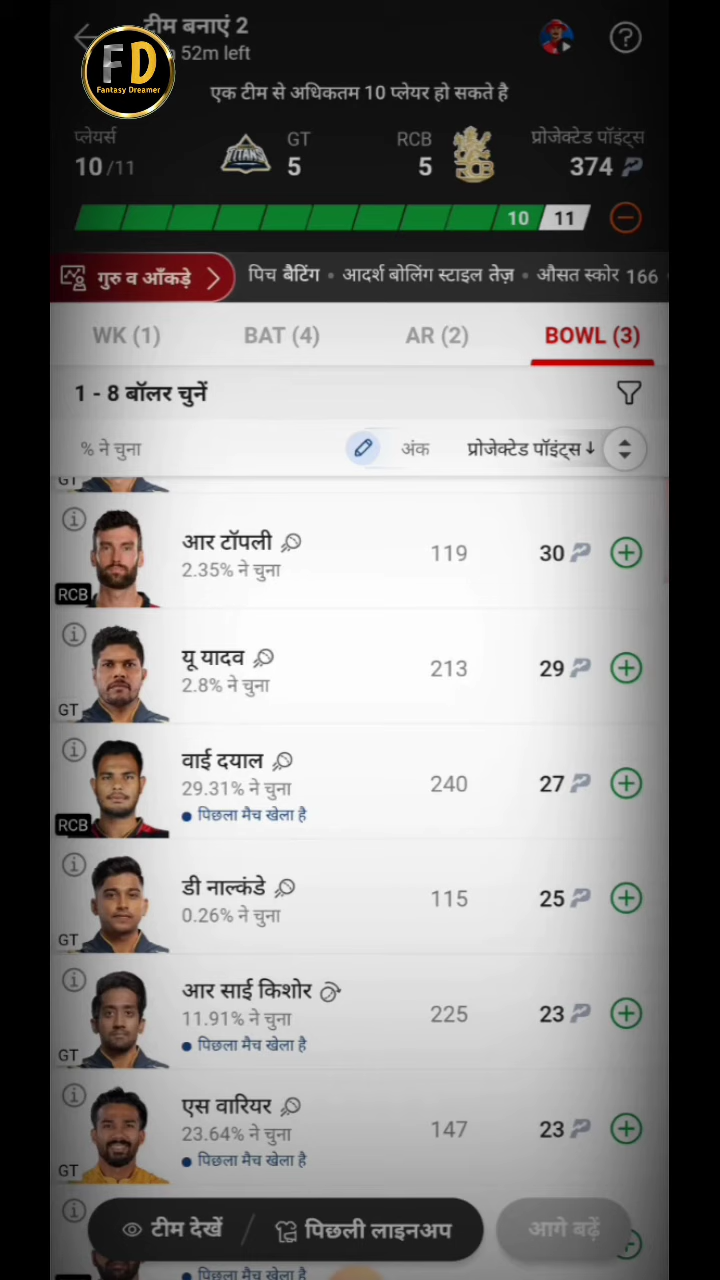 टीम बनाएं 2
52m left
FD
Fantasy Dreamer
एक टीम से अधिकतम 10 प्लेयर हो सकते है
प्लेयर्स
10/11
TITANS
GT
5
RCB
5
RCB
प्रोजेक्टेड पॉइंट्स
374
10 11
गुरु व आँकड़े
पिच बैटिंग • आदर्श बोलिंग स्टाइल तेज़ • औसत स्कोर 166
WK (1) BAT (4) AR (2) BOWL (3)
1 - 8 बॉलर चुनें
% ने चुना अंक प्रोजेक्टेड पॉइंट्स ↓
GT
आर टॉपली
2.35% ने चुना
119 30
RCB
यू यादव
2.8% ने चुना
213 29
GT
वाई दयाल
29.31% ने चुना
पिछला मैच खेला है
240 27
RCB
डी नाल्कंडे
0.26% ने चुना
115 25
GT
आर साई किशोर
11.91% ने चुना
पिछला मैच खेला है
225 23
GT
एस वारियर
23.64% ने चुना
पिछला मैच खेला है
147 23
GT
टीम देखें / पिछली लाइनअप
आगे बढ़ें
पिछला मैच खेला है